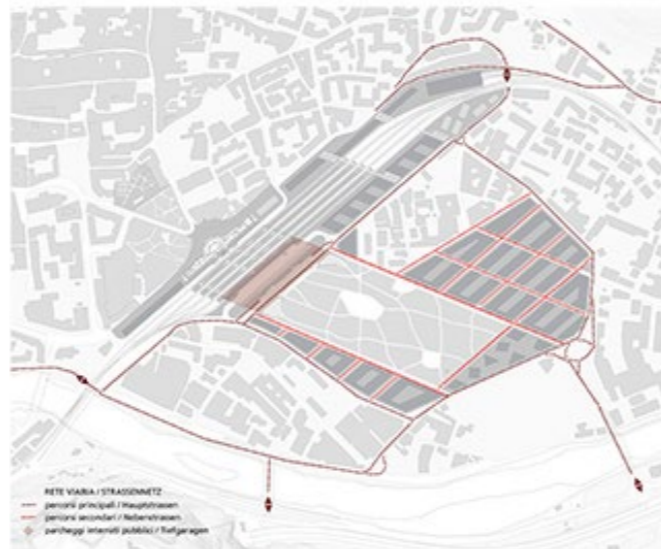 RETE VIARIA / STRASSENNETZ
percorsi principali / Hauptstrassen
percorsi secondari / Nebenstrassen
parcheggi interrati pubblici / Tiefgaragen